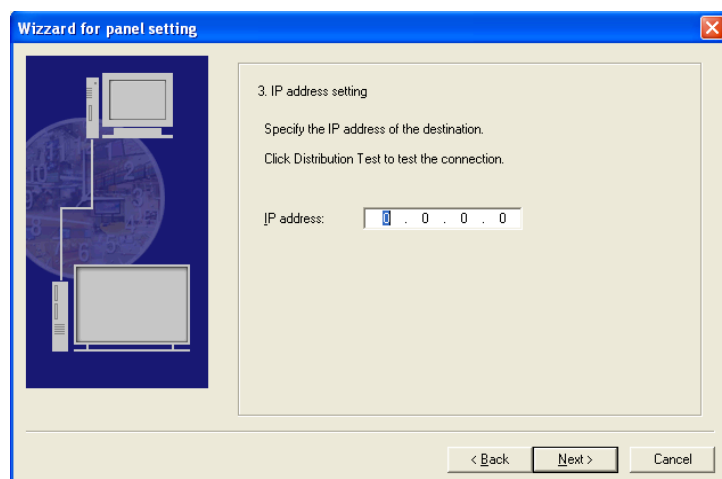 Wizzard for panel setting
3. IP address setting
Specify the IP address of the destination.
Click Distribution Test to test the connection.
IP address: 0 . 0 . 0 . 0
< Back Next > Cancel